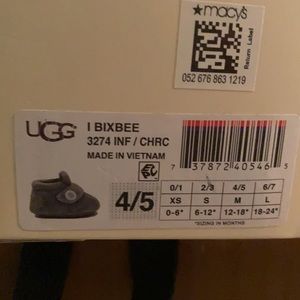 ★macy's
Return Label
052 676 863 1219
UGG
I BIXBEE
3274 INF / CHRC
MADE IN VIETNAM
7 37872 40546 5
4/5
0/1 2/3 4/5 6/7
XS S M L
0-6* 6-12* 12-18* 18-24*
*SIZING IN MONTHS